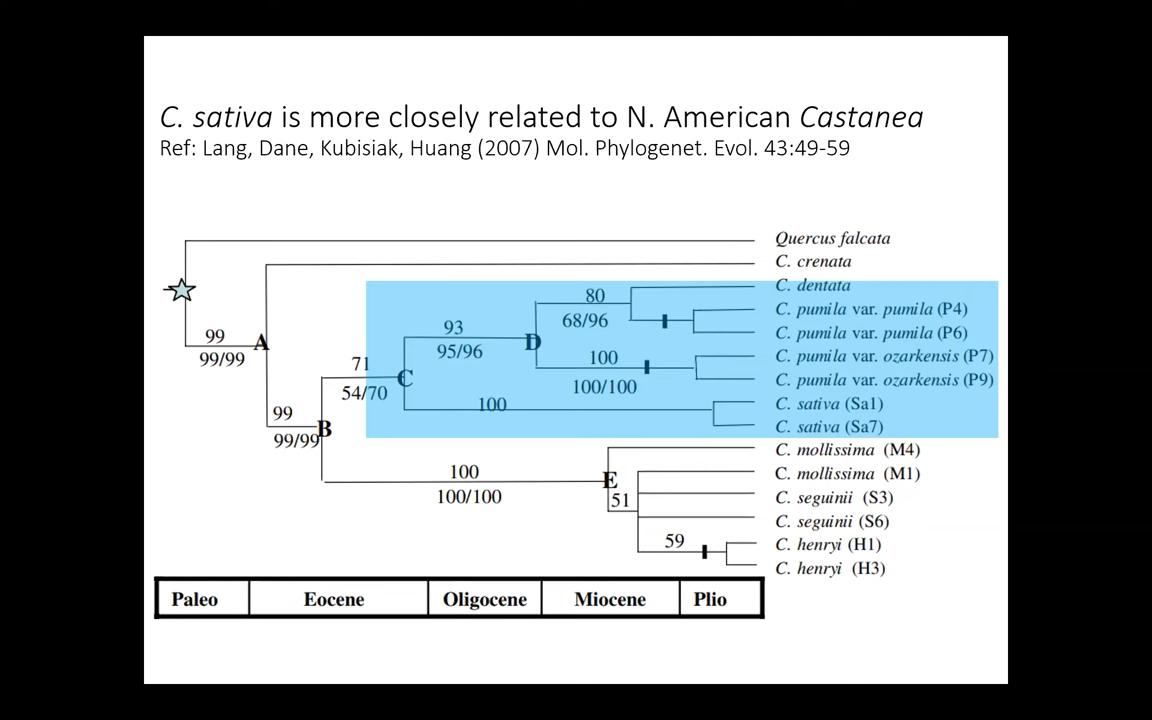 C. sativa is more closely related to N. American Castanea
Ref: Lang, Dane, Kubisiak, Huang (2007) Mol. Phylogenet. Evol. 43:49-59
Quercus falcata
C. crenata
C. dentata
80
C. pumila var. pumila (P4)
68/96
93
C. pumila var. pumila (P6)
99
A
D
95/96
99/99
C. pumila var. ozarkensis (P7)
100
71
C
C. pumila var. ozarkensis (P9)
100/100
54/70
100
C. sativa (Sa1)
99
B
C. sativa (Sa7)
99/99
C. mollissima (M4)
100
C. mollissima (M1)
E
100/100
51
C. seguinii (S3)
C. seguinii (S6)
59
C. henryi (H1)
C. henryi (H3)
Paleo Eocene Oligocene Miocene Plio